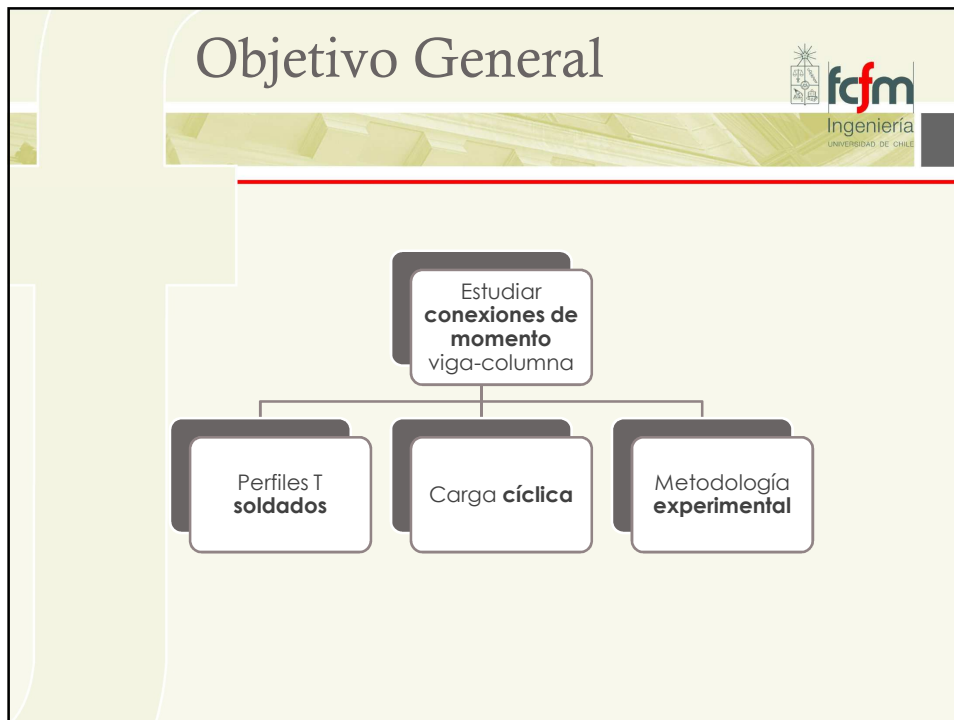 Objetivo General
fcfm
Ingeniería
UNIVERSIDAD DE CHILE
Estudiar
conexiones de
momento
viga-columna
Perfiles T
soldados
Carga cíclica
Metodología
experimental